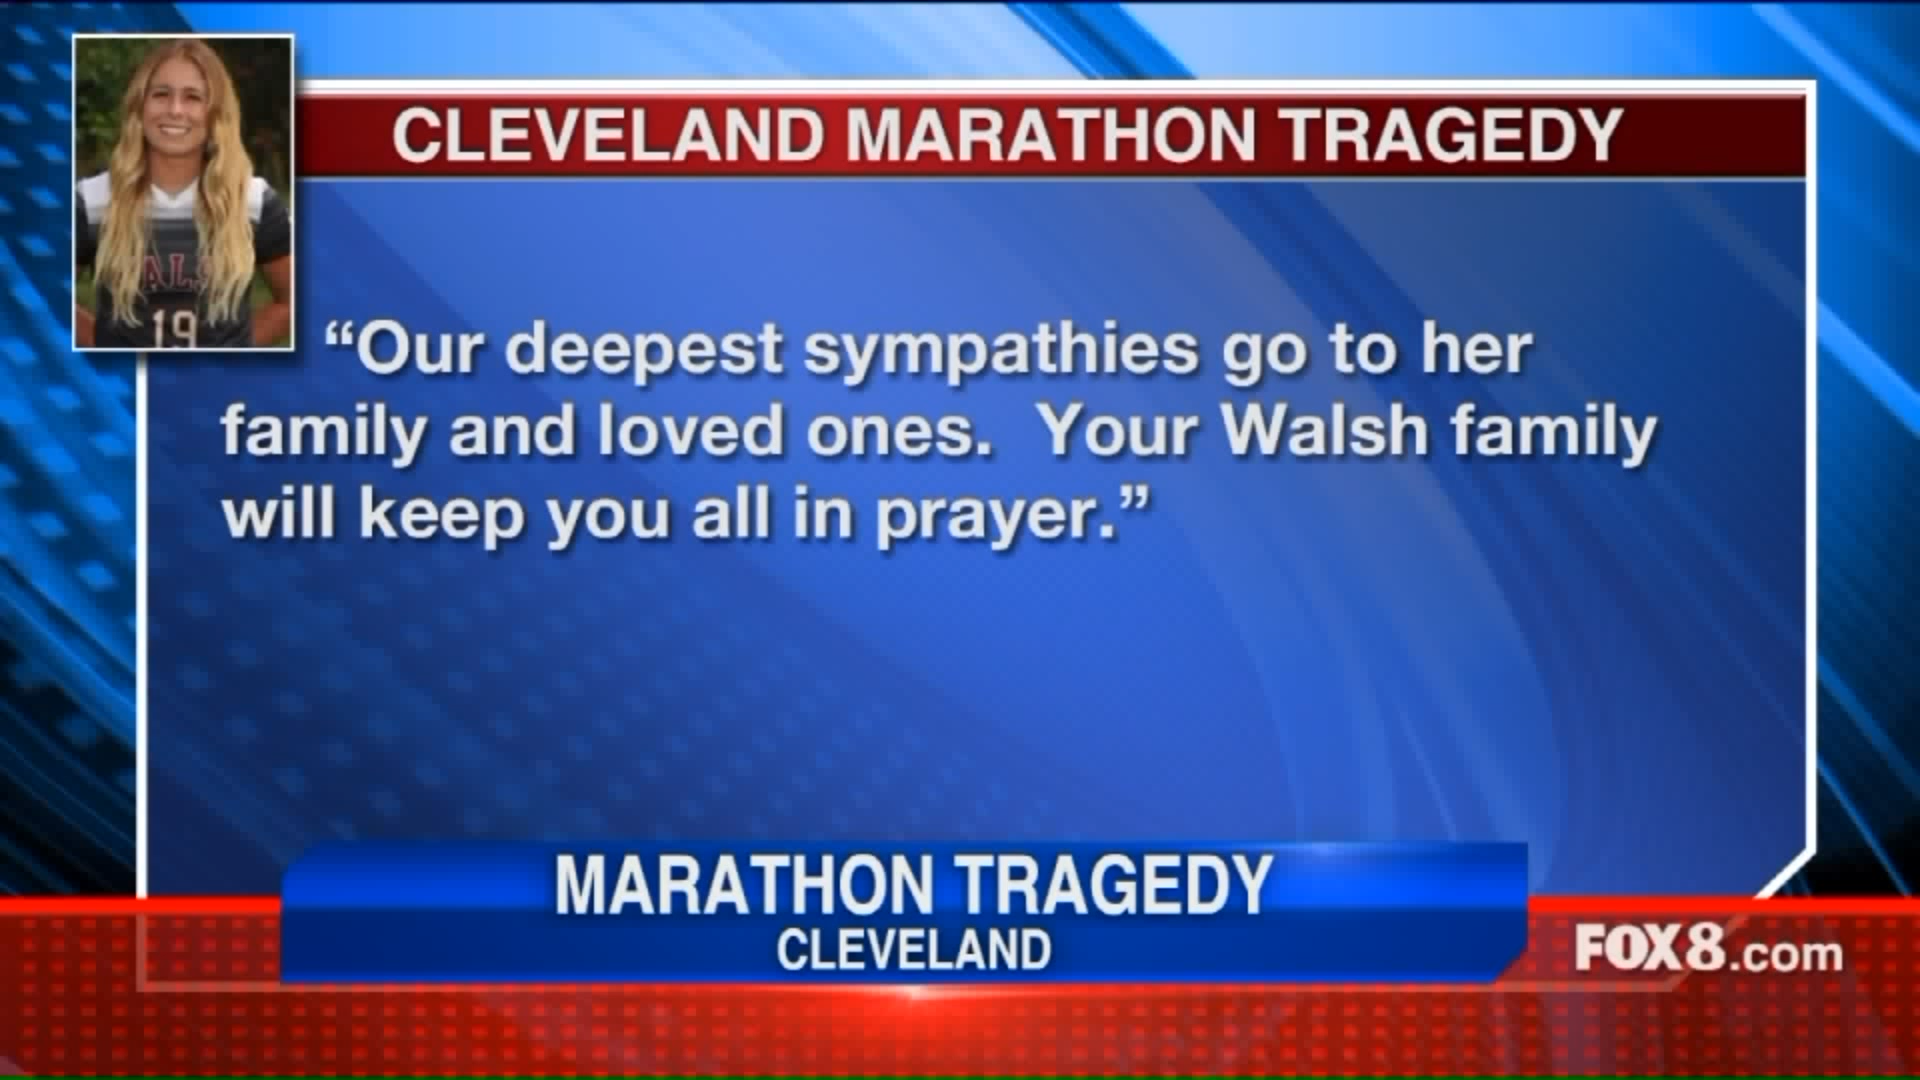 CLEVELAND MARATHON TRAGEDY
“Our deepest sympathies go to her
family and loved ones.  Your Walsh family
will keep you all in prayer.”
19
MARATHON TRAGEDY
CLEVELAND
FOX8.com